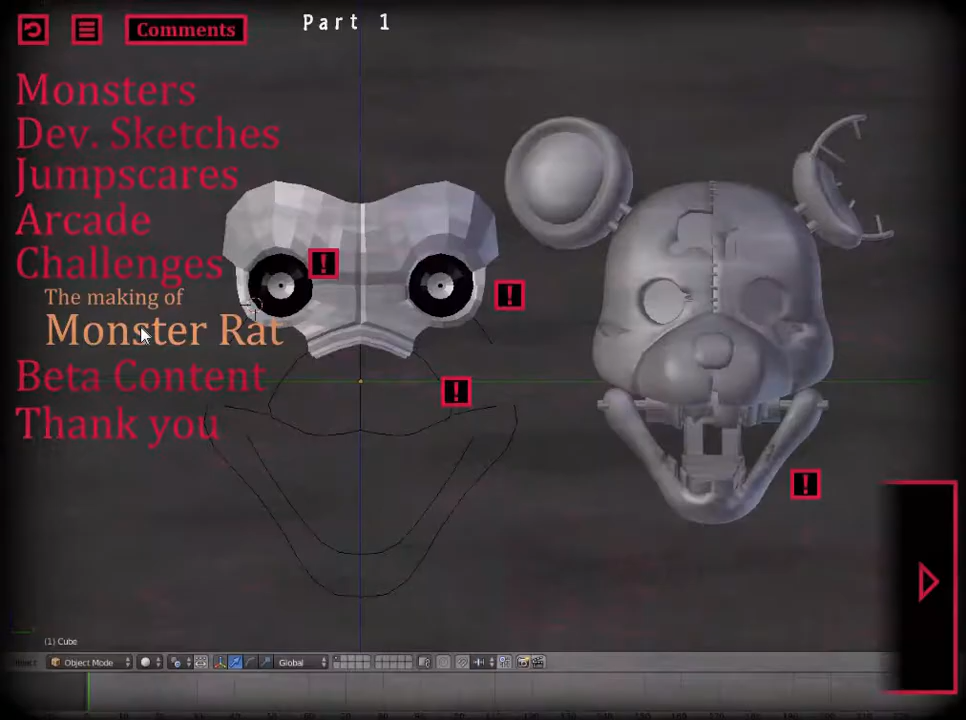 Part 1
Comments
Monsters
Dev. Sketches
Jumpscares
Arcade
Challenges
The making of
Monster Rat
Beta Content
Thank you
!
!
!
!
(1) Cube
Object Mode
Global